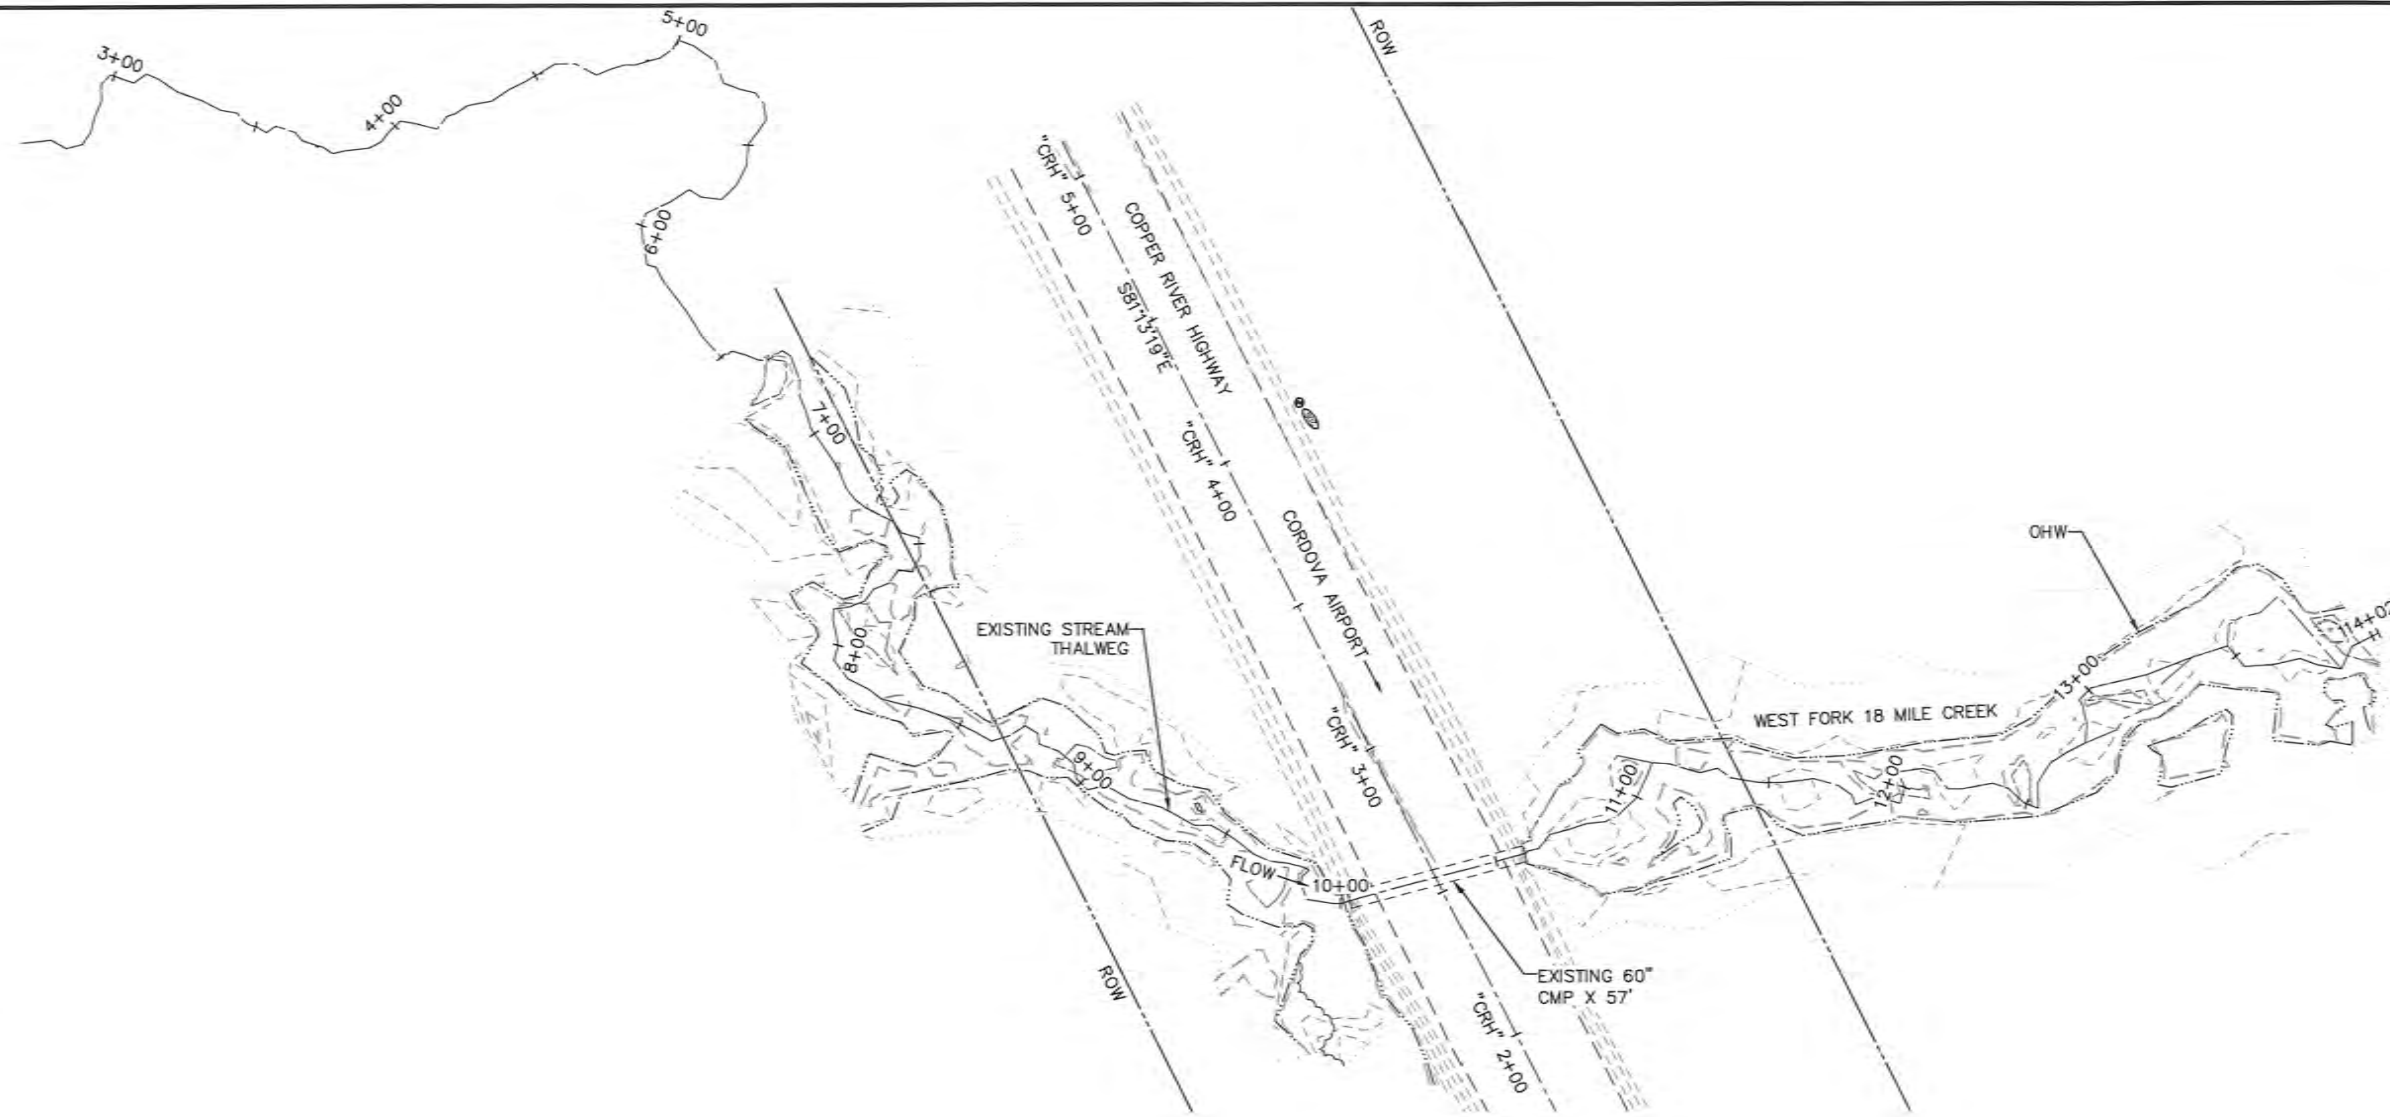 5+00
3+00
ROW
4+00
"CRH" 5+00
COPPER RIVER HIGHWAY
6+00
S81°13'19"E
7+00
"CRH" 4+00
CORDOVA AIRPORT
OHW
EXISTING STREAM
THALWEG
8+00
14+02
13+00
WEST FORK 18 MILE CREEK
"CRH" 3+00
9+00
11+00
12+00
FLOW
10+00
ROW
EXISTING 60"
CMP X 57'
"CRH" 2+00